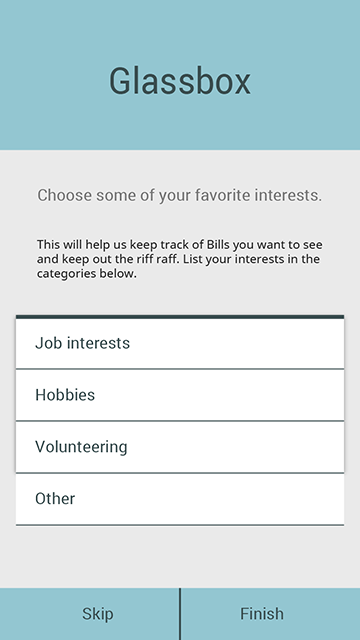 Glassbox
Choose some of your favorite interests.
This will help us keep track of Bills you want to see
and keep out the riff raff. List your interests in the
categories below.
Job interests
Hobbies
Volunteering
Other
Skip
Finish